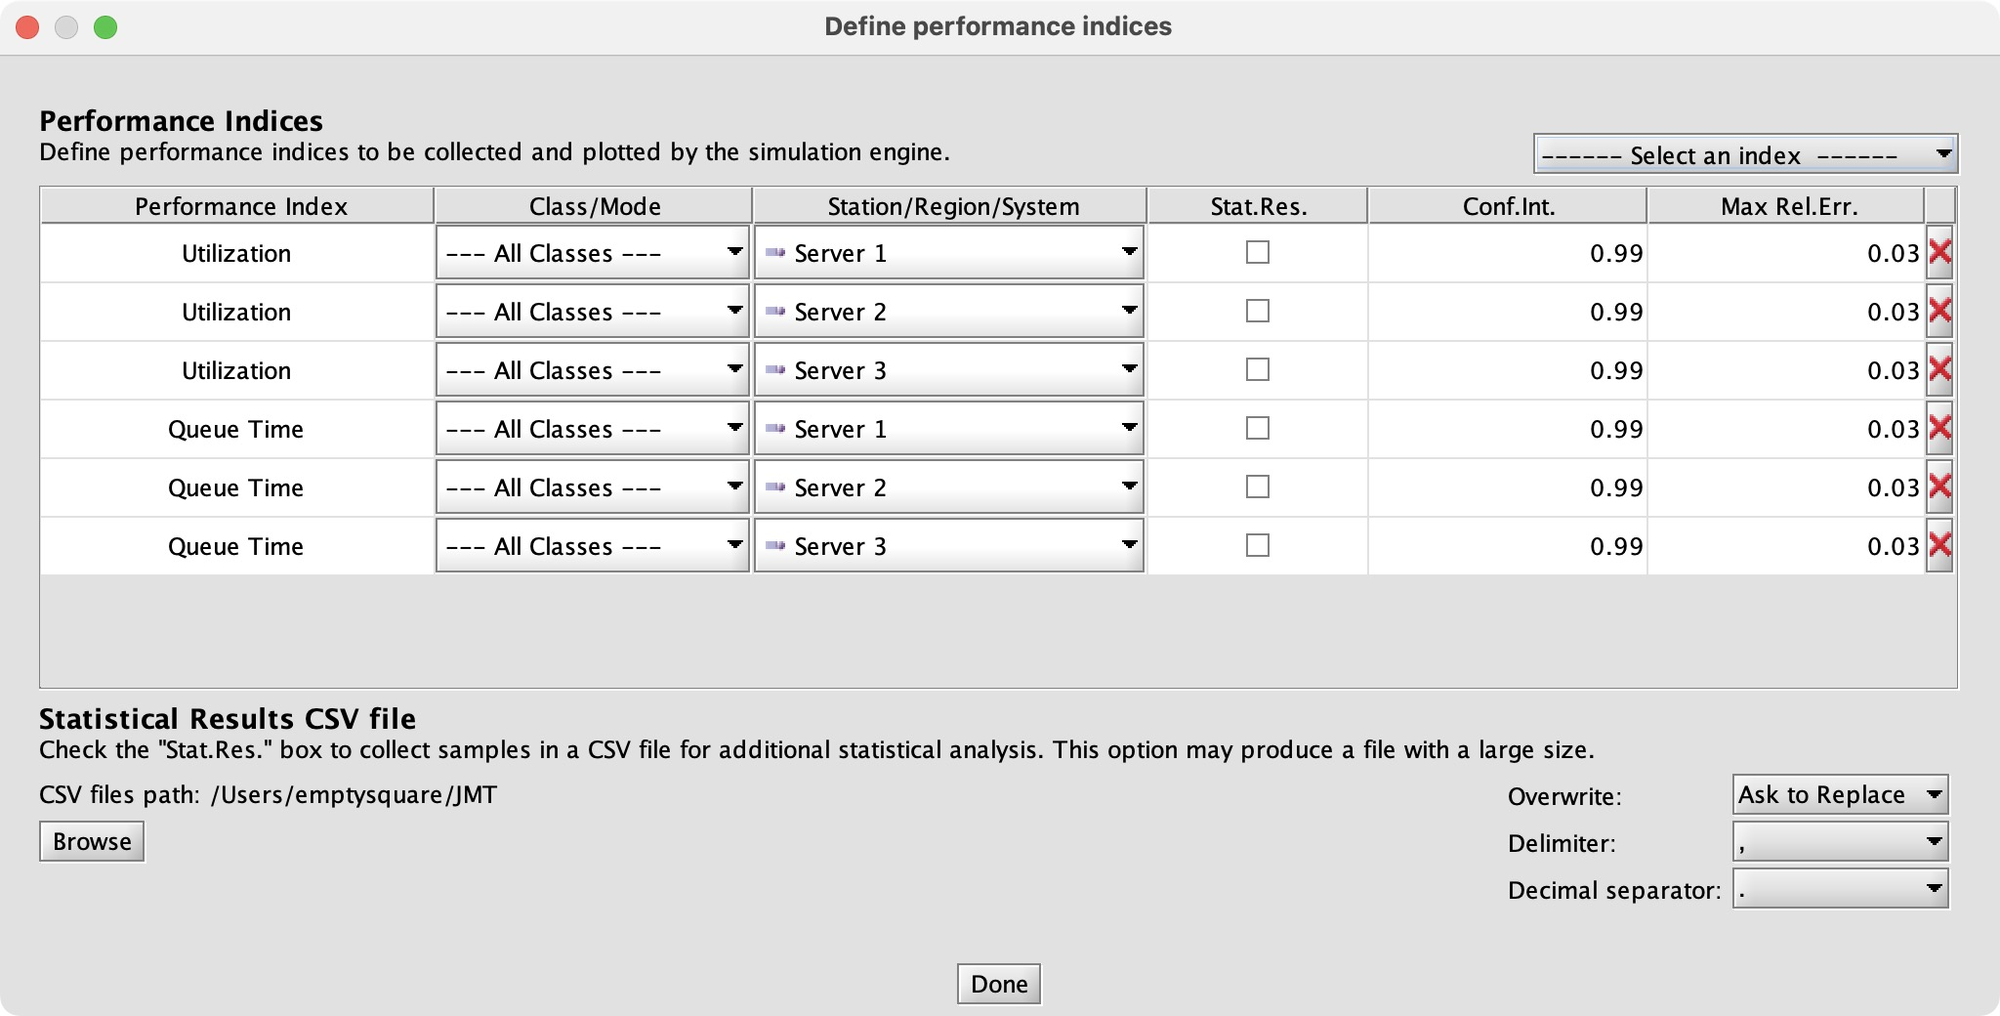 Define performance indices
Performance Indices
Define performance indices to be collected and plotted by the simulation engine.
------ Select an index ------
Performance Index Class/Mode Station/Region/System Stat.Res. Conf.Int. Max Rel.Err.
Utilization --- All Classes --- Server 1 0.99 0.03
Utilization --- All Classes --- Server 2 0.99 0.03
Utilization --- All Classes --- Server 3 0.99 0.03
Queue Time --- All Classes --- Server 1 0.99 0.03
Queue Time --- All Classes --- Server 2 0.99 0.03
Queue Time --- All Classes --- Server 3 0.99 0.03
Statistical Results CSV file
Check the "Stat.Res." box to collect samples in a CSV file for additional statistical analysis. This option may produce a file with a large size.
CSV files path: /Users/emptysquare/JMT
Browse
Overwrite: Ask to Replace
Delimiter: ,
Decimal separator: .
Done